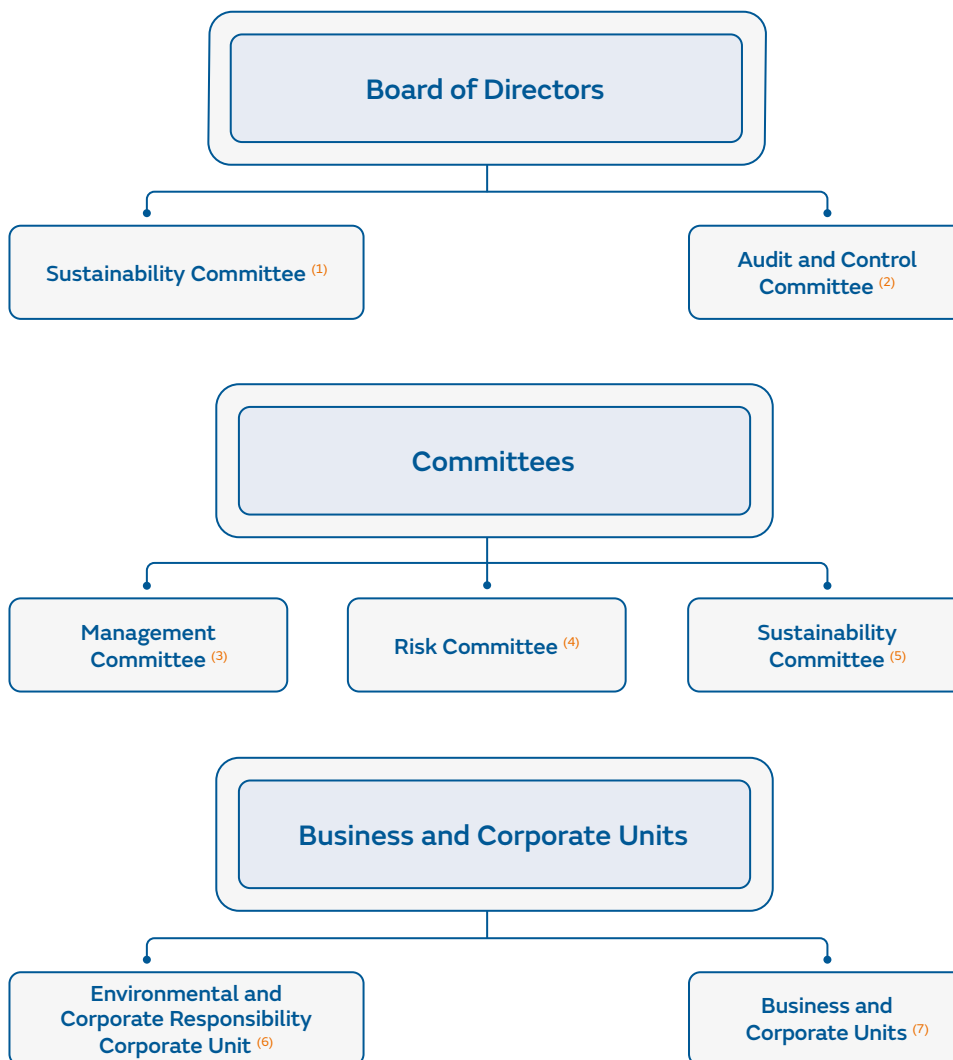 Board of Directors
Sustainability Committee (1)
Audit and Control
Committee (2)
Committees
Management
Committee (3)
Risk Committee (4)
Sustainability
Committee (5)
Business and Corporate Units
Environmental and
Corporate Responsibility
Corporate Unit (6)
Business and
Corporate Units (7)